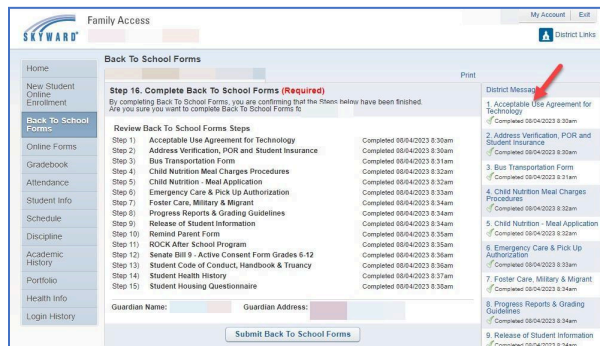 SKYWARD®
Family Access
My Account
Exit
District Links
Home
New Student
Online
Enrollment
Back To School
Forms
Online Forms
Gradebook
Attendance
Student Info
Schedule
Discipline
Academic
History
Portfolio
Health Info
Login History
Back To School Forms
Print
Step 16. Complete Back To School Forms (Required)
By completing Back To School Forms, you are confirming that the Steps below have been finished.
Are you sure you want to complete Back To School Forms fo
Review Back To School Forms Steps
Step 1) Acceptable Use Agreement for Technology Completed 08/04/2023 8:30am
Step 2) Address Verification, POR and Student Insurance Completed 08/04/2023 8:30am
Step 3) Bus Transportation Form Completed 08/04/2023 8:31am
Step 4) Child Nutrition Meal Charges Procedures Completed 08/04/2023 8:32am
Step 5) Child Nutrition - Meal Application Completed 08/04/2023 8:32am
Step 6) Emergency Care & Pick Up Authorization Completed 08/04/2023 8:33am
Step 7) Foster Care, Military & Migrant Completed 08/04/2023 8:34am
Step 8) Progress Reports & Grading Guidelines Completed 08/04/2023 8:34am
Step 9) Release of Student Information Completed 08/04/2023 8:34am
Step 10) Remind Parent Form Completed 08/04/2023 8:35am
Step 11) ROCK After School Program Completed 08/04/2023 8:35am
Step 12) Senate Bill 9 - Active Consent Form Grades 6-12 Completed 08/04/2023 8:36am
Step 13) Student Code of Conduct, Handbook & Truancy Completed 08/04/2023 8:36am
Step 14) Student Health History Completed 08/04/2023 8:37am
Step 15) Student Housing Questionnaire Completed 08/04/2023 8:38am
Guardian Name: Guardian Address:
Submit Back To School Forms
District Messag
1. Acceptable Use Agreement for
Technology
Completed 08/04/2023 8:30am
2. Address Verification, POR and
Student Insurance
Completed 08/04/2023 8:30am
3. Bus Transportation Form
Completed 08/04/2023 8:31am
4. Child Nutrition Meal Charges
Procedures
Completed 08/04/2023 8:32am
5. Child Nutrition - Meal Application
Completed 08/04/2023 8:32am
6. Emergency Care & Pick Up
Authorization
Completed 08/04/2023 8:33am
7. Foster Care, Military & Migrant
Completed 08/04/2023 8:34am
8. Progress Reports & Grading
Guidelines
Completed 08/04/2023 8:34am
9. Release of Student Information
Completed 08/04/2023 8:34am